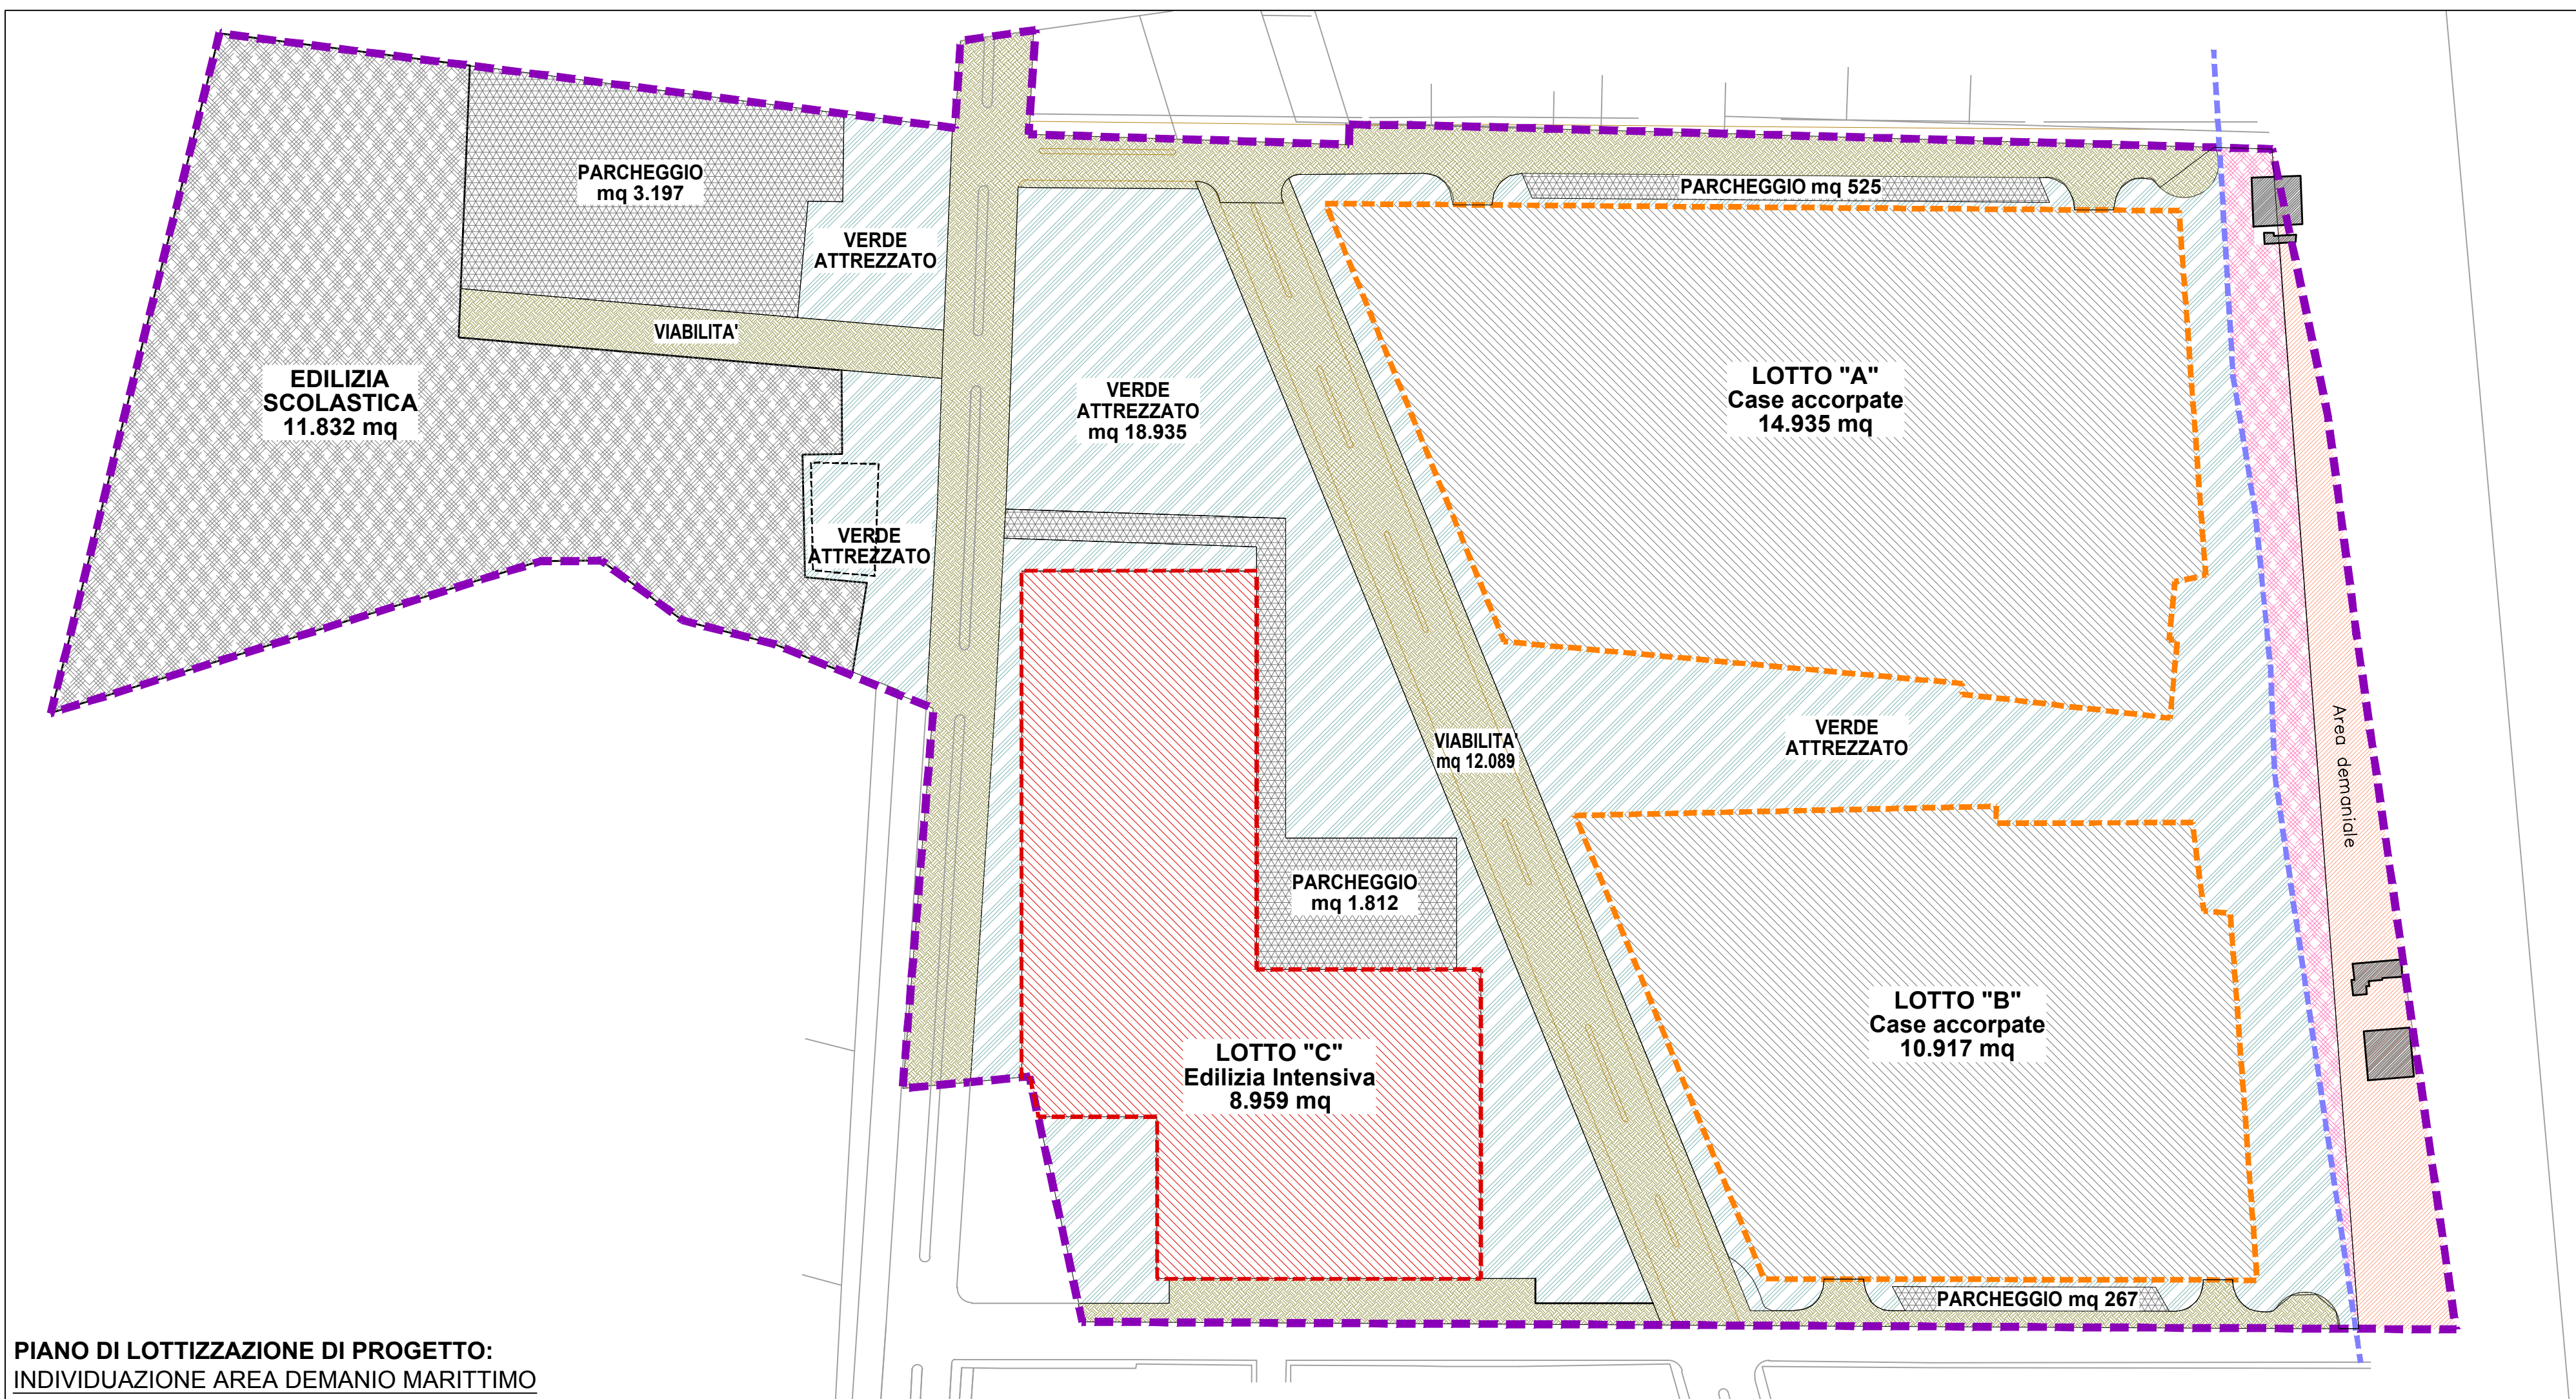 PARCHEGGIO
mq 3.197
VERDE
ATTREZZATO
VIABILITA'
EDILIZIA
SCOLASTICA
11.832 mq
VERDE
ATTREZZATO
VERDE
ATTREZZATO
mq 18.935
PARCHEGGIO mq 525
LOTTO "A"
Case accorpate
14.935 mq
VIABILITA'
mq 12.089
VERDE
ATTREZZATO
Area demaniale
PARCHEGGIO
mq 1.812
LOTTO "C"
Edilizia Intensiva
8.959 mq
LOTTO "B"
Case accorpate
10.917 mq
PARCHEGGIO mq 267
PIANO DI LOTTIZZAZIONE DI PROGETTO:
INDIVIDUAZIONE AREA DEMANIO MARITTIMO